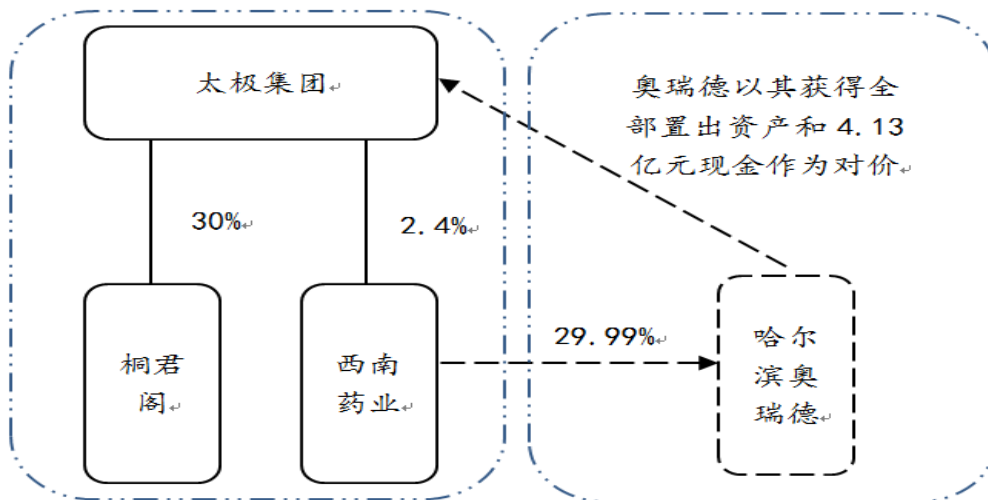 太极集团
奥瑞德以其获得全
部置出资产和4.13
亿元现金作为对价
30%
2.4%
29.99%
桐君
阁
西南
药业
哈尔
滨奥
瑞德